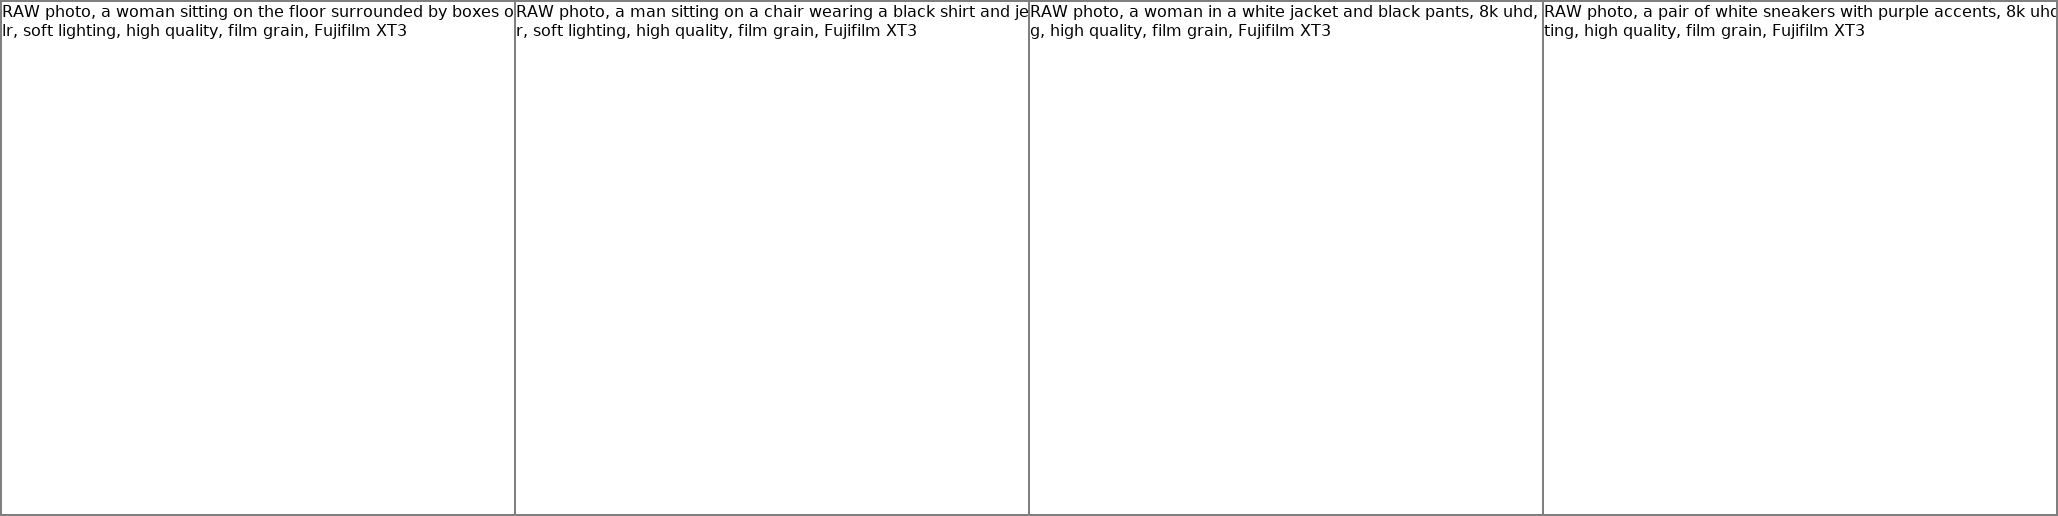 RAW photo, a woman sitting on the floor surrounded by boxes o
lr, soft lighting, high quality, film grain, Fujifilm XT3
RAW photo, a man sitting on a chair wearing a black shirt and je
r, soft lighting, high quality, film grain, Fujifilm XT3
RAW photo, a woman in a white jacket and black pants, 8k uhd,
g, high quality, film grain, Fujifilm XT3
RAW photo, a pair of white sneakers with purple accents, 8k uhd
ting, high quality, film grain, Fujifilm XT3